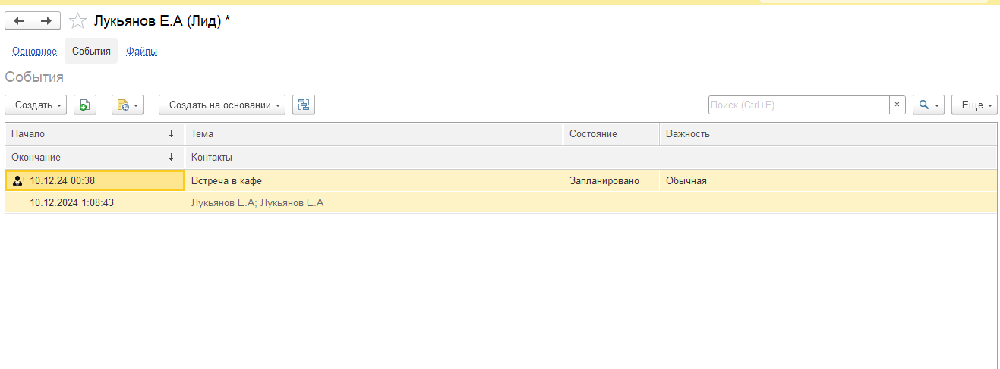 Лукьянов Е.А (Лид) *
Основное События Файлы
События
Создать Создать на основании Поиск (Ctrl+F) × Еще
Начало ↓ Тема Состояние Важность
Окончание ↓ Контакты
10.12.24 00:38 Встреча в кафе Запланировано Обычная
10.12.2024 1:08:43 Лукьянов Е.А; Лукьянов Е.А